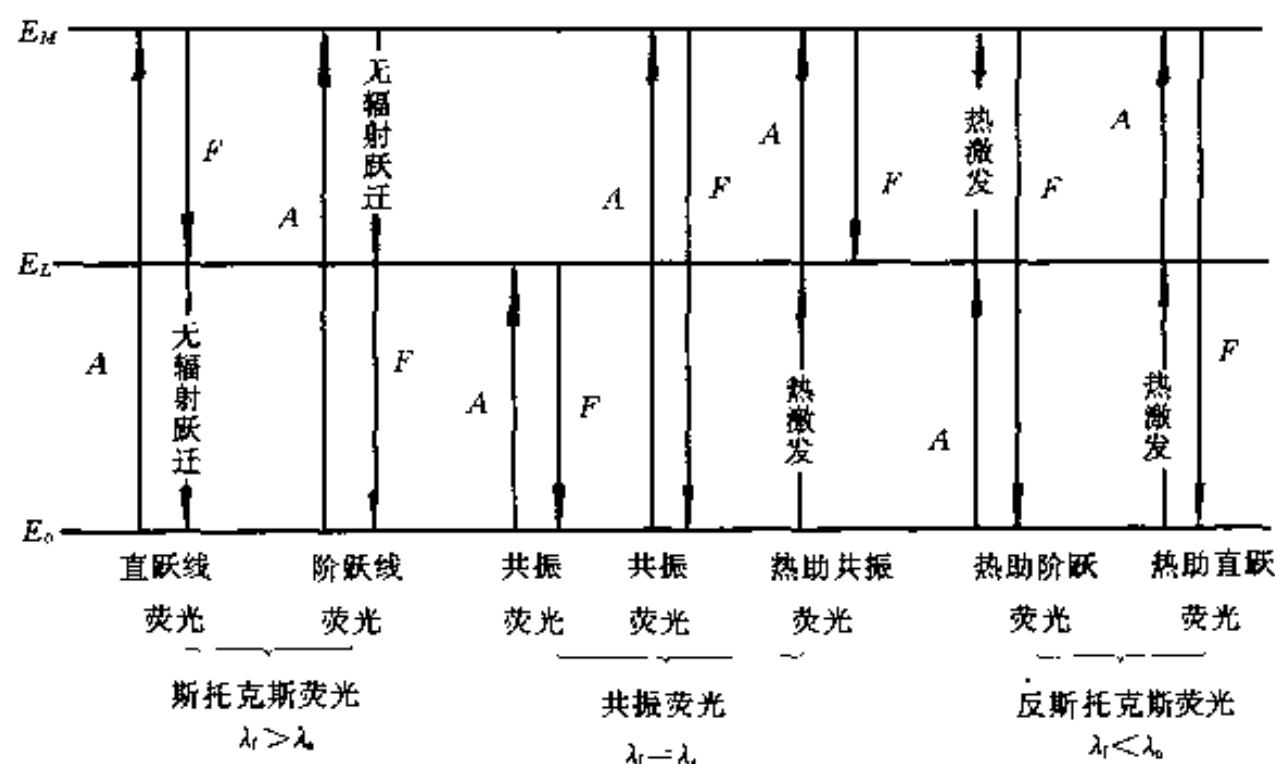 E_M
F
无辐射跃迁
A
A
F
A
F
热激发
F
A
E_L
A
无辐射跃迁
F
A
F
热激发
A
热激发
F
E_0
直跃线 阶跃线 共振 共振 热助共振 热助阶跃 热助直跃
荧光 荧光 荧光 荧光 荧光 荧光 荧光
斯托克斯荧光 共振荧光 反斯托克斯荧光
λ_f>λ_a λ_f=λ_a λ_f<λ_a